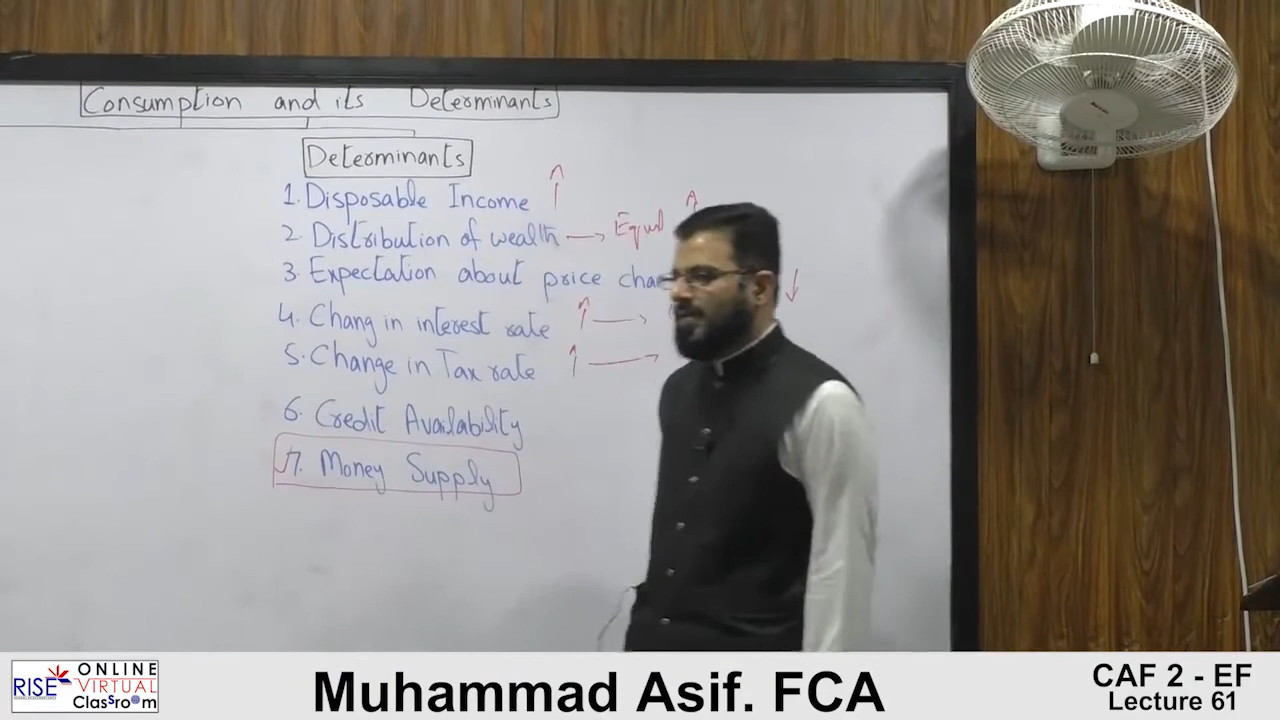 Consumption and its Determinants
Determinants
1. Disposable Income ↑
2. Distribution of wealth → Equal ↑
3. Expectation about price ↓
4. Chang in interest rate ↑ →
5. Change in Tax rate ↑ →
6. Credit Availability
7. Money Supply
RISE ONLINE VIRTUAL ClaSsroom
Muhammad Asif. FCA
CAF 2 - EF
Lecture 61